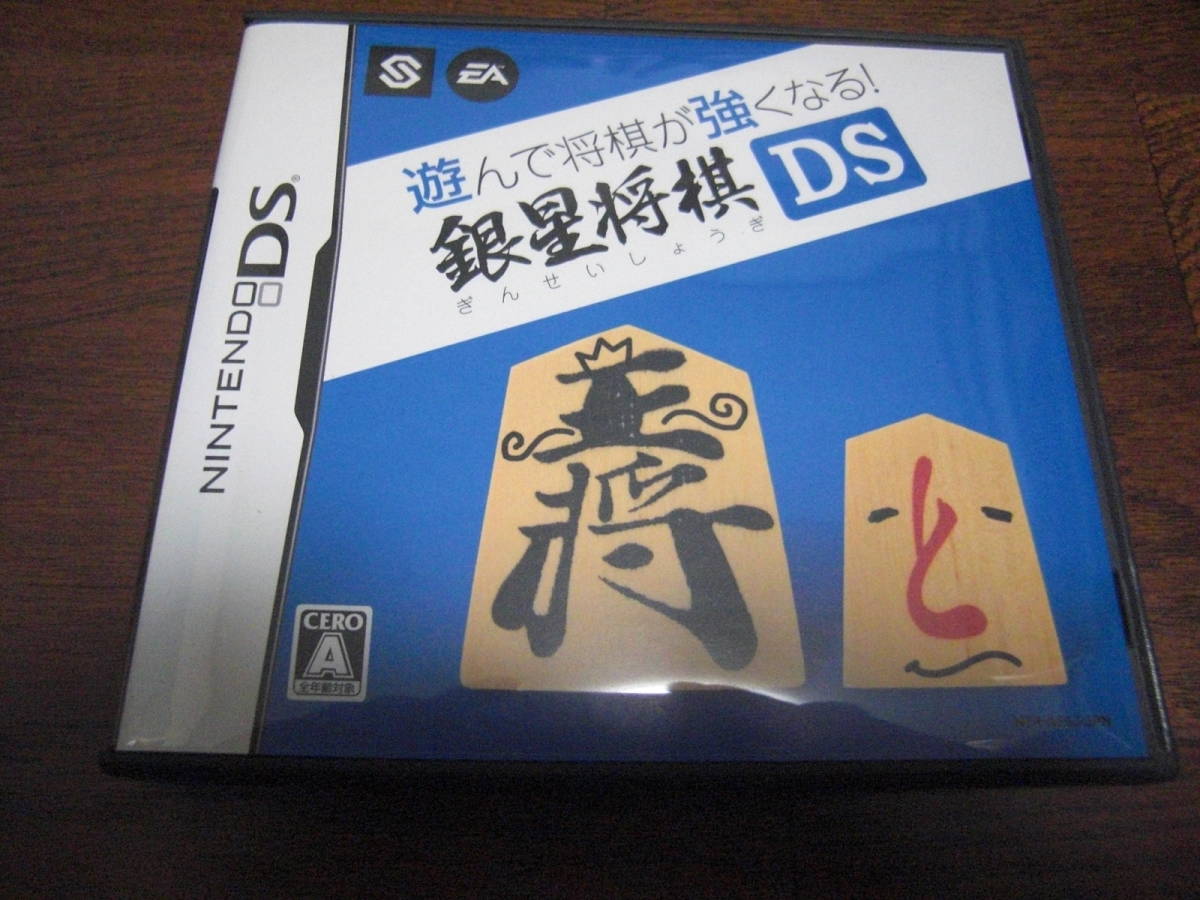 NINTENDO DS®
S EA
遊んで将棋が強くなる!
銀星将棋 DS
ぎんせいしょうぎ
王将
と
CERO
A
全年齢対象